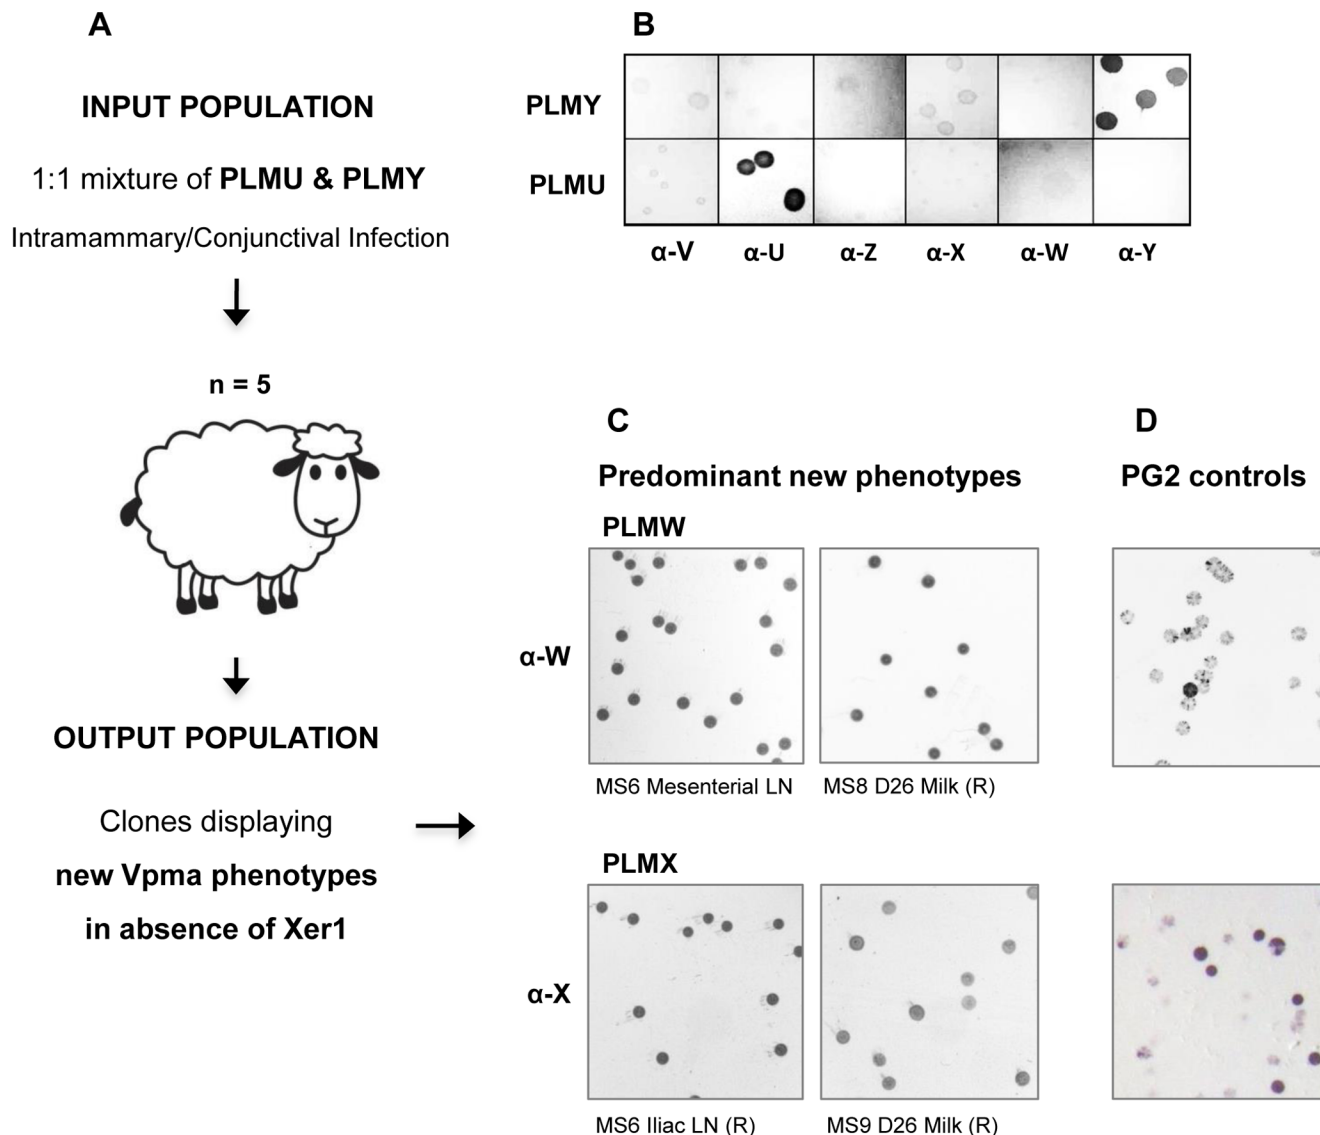 A
INPUT POPULATION
1:1 mixture of PLMU & PLMY
Intramammary/Conjunctival Infection
n = 5
OUTPUT POPULATION
Clones displaying
new Vpma phenotypes
in absence of Xer1
B
PLMY
PLMU
α-V α-U α-Z α-X α-W α-Y
C
Predominant new phenotypes
PLMW
α-W
MS6 Mesenterial LN
MS8 D26 Milk (R)
PLMX
α-X
MS6 Iliac LN (R)
MS9 D26 Milk (R)
D
PG2 controls